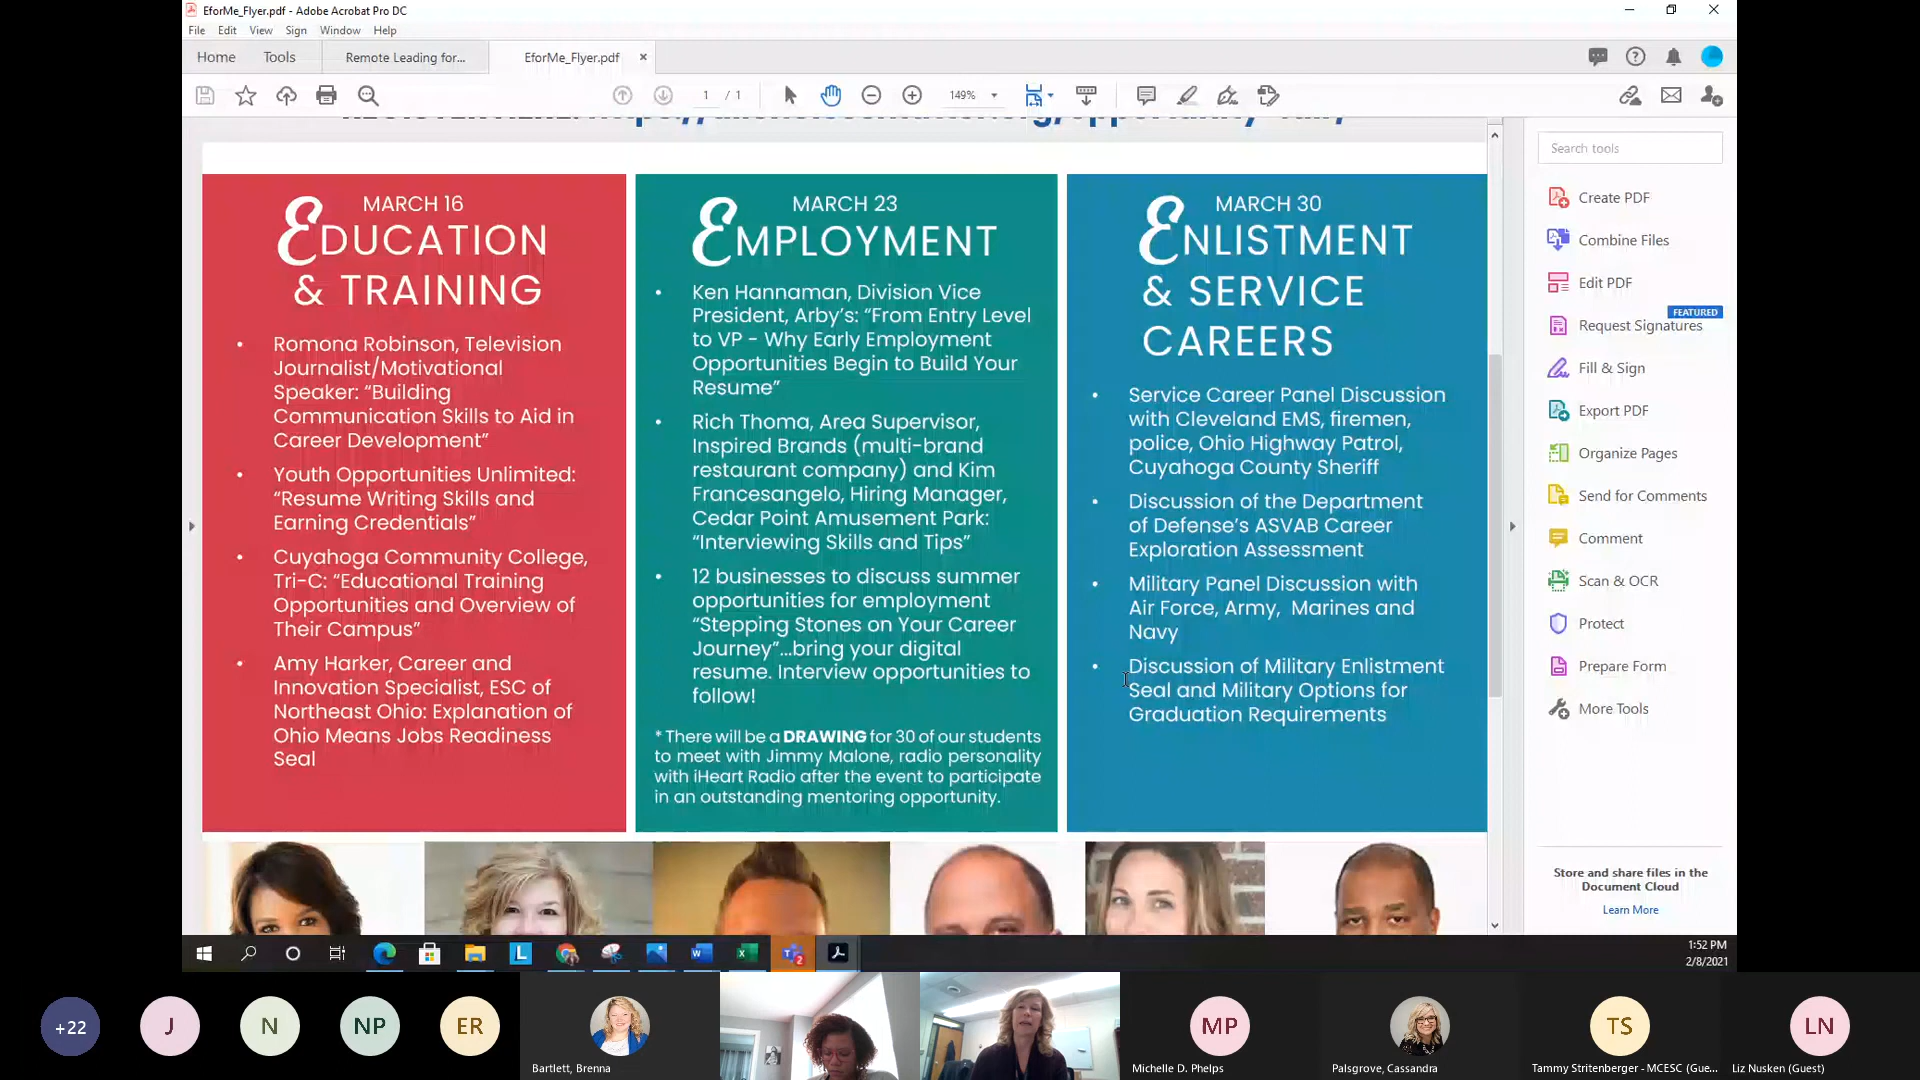 EforMe_Flyer.pdf - Adobe Acrobat Pro DC
File Edit View Sign Window Help
Home Tools Remote Leading for... EforMe_Flyer.pdf ×
1 / 1 149%
Search tools
Create PDF
Combine Files
Edit PDF
FEATURED
Request Signatures
Fill & Sign
Export PDF
Organize Pages
Send for Comments
Comment
Scan & OCR
Protect
Prepare Form
More Tools
Store and share files in the
Document Cloud
Learn More
MARCH 16
EDUCATION
& TRAINING
• Romona Robinson, Television
Journalist/Motivational
Speaker: “Building
Communication Skills to Aid in
Career Development”
• Youth Opportunities Unlimited:
“Resume Writing Skills and
Earning Credentials”
• Cuyahoga Community College,
Tri-C: “Educational Training
Opportunities and Overview of
Their Campus”
• Amy Harker, Career and
Innovation Specialist, ESC of
Northeast Ohio: Explanation of
Ohio Means Jobs Readiness
Seal
MARCH 23
EMPLOYMENT
• Ken Hannaman, Division Vice
President, Arby’s: “From Entry Level
to VP - Why Early Employment
Opportunities Begin to Build Your
Resume”
• Rich Thoma, Area Supervisor,
Inspired Brands (multi-brand
restaurant company) and Kim
Francesangelo, Hiring Manager,
Cedar Point Amusement Park:
“Interviewing Skills and Tips”
• 12 businesses to discuss summer
opportunities for employment
“Stepping Stones on Your Career
Journey”...bring your digital
resume. Interview opportunities to
follow!
* There will be a DRAWING for 30 of our students
to meet with Jimmy Malone, radio personality
with iHeart Radio after the event to participate
in an outstanding mentoring opportunity.
MARCH 30
ENLISTMENT
& SERVICE
CAREERS
• Service Career Panel Discussion
with Cleveland EMS, firemen,
police, Ohio Highway Patrol,
Cuyahoga County Sheriff
• Discussion of the Department
of Defense’s ASVAB Career
Exploration Assessment
• Military Panel Discussion with
Air Force, Army, Marines and
Navy
• Discussion of Military Enlistment
Seal and Military Options for
Graduation Requirements
1:52 PM
2/8/2021
+22 J N NP ER MP TS LN
Bartlett, Brenna
Michelle D. Phelps
Palsgrove, Cassandra
Tammy Stritenberger - MCESC (Gue...
Liz Nusken (Guest)